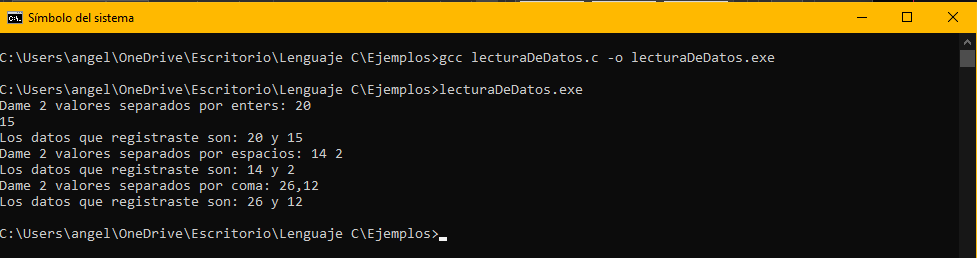 Símbolo del sistema
C:\Users\angel\OneDrive\Escritorio\Lenguaje C\Ejemplos>gcc lecturaDeDatos.c -o lecturaDeDatos.exe
C:\Users\angel\OneDrive\Escritorio\Lenguaje C\Ejemplos>lecturaDeDatos.exe
Dame 2 valores separados por enters: 20
15
Los datos que registraste son: 20 y 15
Dame 2 valores separados por espacios: 14 2
Los datos que registraste son: 14 y 2
Dame 2 valores separados por coma: 26,12
Los datos que registraste son: 26 y 12
C:\Users\angel\OneDrive\Escritorio\Lenguaje C\Ejemplos>